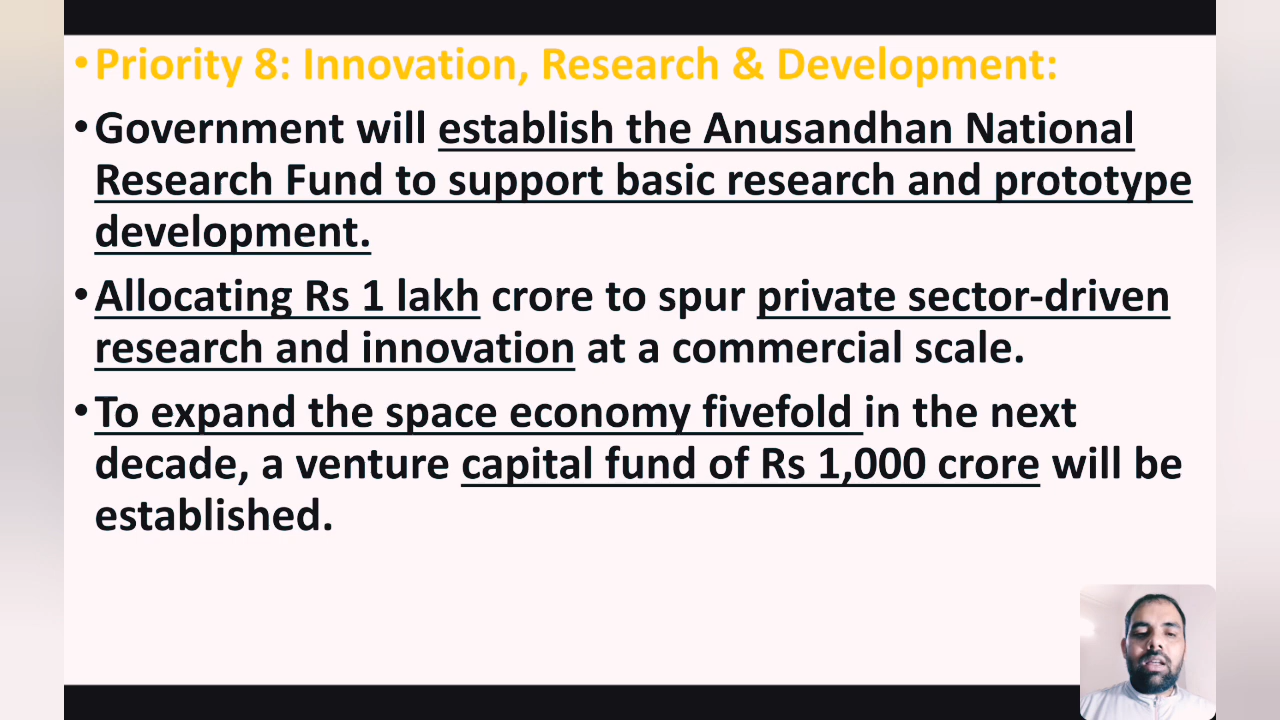 •Priority 8: Innovation, Research & Development:
•Government will establish the Anusandhan National
Research Fund to support basic research and prototype
development.
•Allocating Rs 1 lakh crore to spur private sector-driven
research and innovation at a commercial scale.
•To expand the space economy fivefold in the next
decade, a venture capital fund of Rs 1,000 crore will be
established.